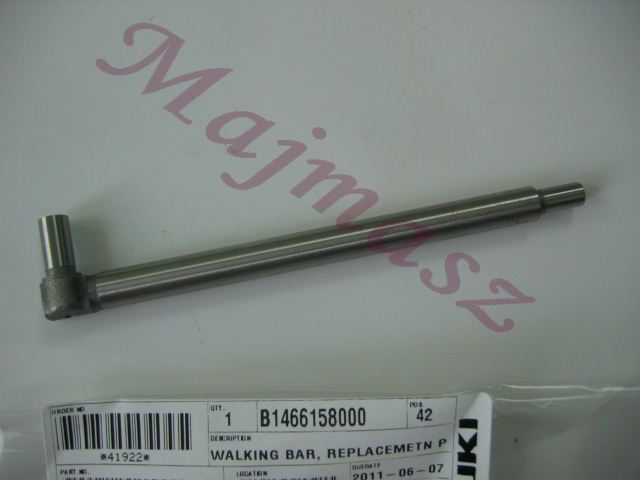 Majmasz
ORDER NO.
QTY.
1
B1466158000
POS.
42
*41922*
DESCRIPTION
WALKING BAR, REPLACEMETN P
PART NO.
LOCATION
DUEDATE
2011-06-07
UKI